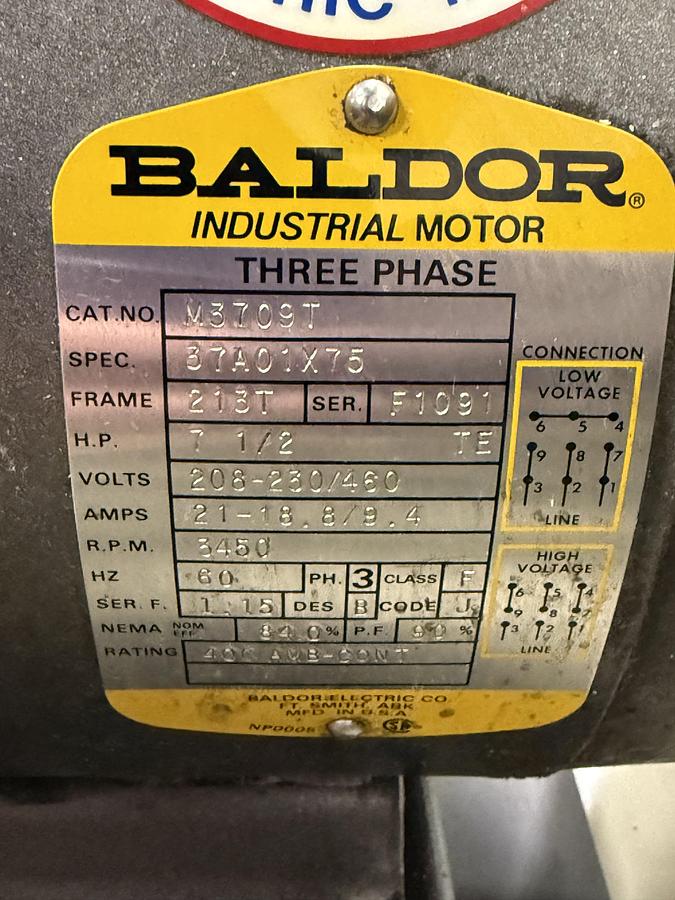 BALDOR®
INDUSTRIAL MOTOR
THREE PHASE
CAT.NO. M3709T
SPEC. 37A01X75
FRAME 213T SER. F1091
H.P. 7 1/2 TE
VOLTS 208-230/460
AMPS 21-18.8/9.4
R.P.M. 3450
HZ 60 PH. 3 CLASS F
SER. F. 1.15 DES B CODE J
NEMA NOM EFF 84.0 % P.F. 90 %
RATING 40C AMB-CONT
CONNECTION
LOW
VOLTAGE
6 5 4
9 8 7
3 2 1
LINE
HIGH
VOLTAGE
6 5 4
9 8 7
3 2 1
LINE
BALDOR ELECTRIC CO.
FT. SMITH, ARK
MFD IN U.S.A